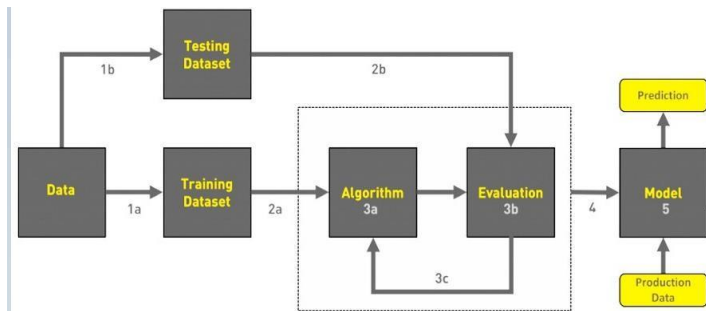 Testing
Dataset
1b
2b
Prediction
Data
1a
Training
Dataset
2a
Algorithm
3a
Evaluation
3b
4
Model
5
3c
Production
Data